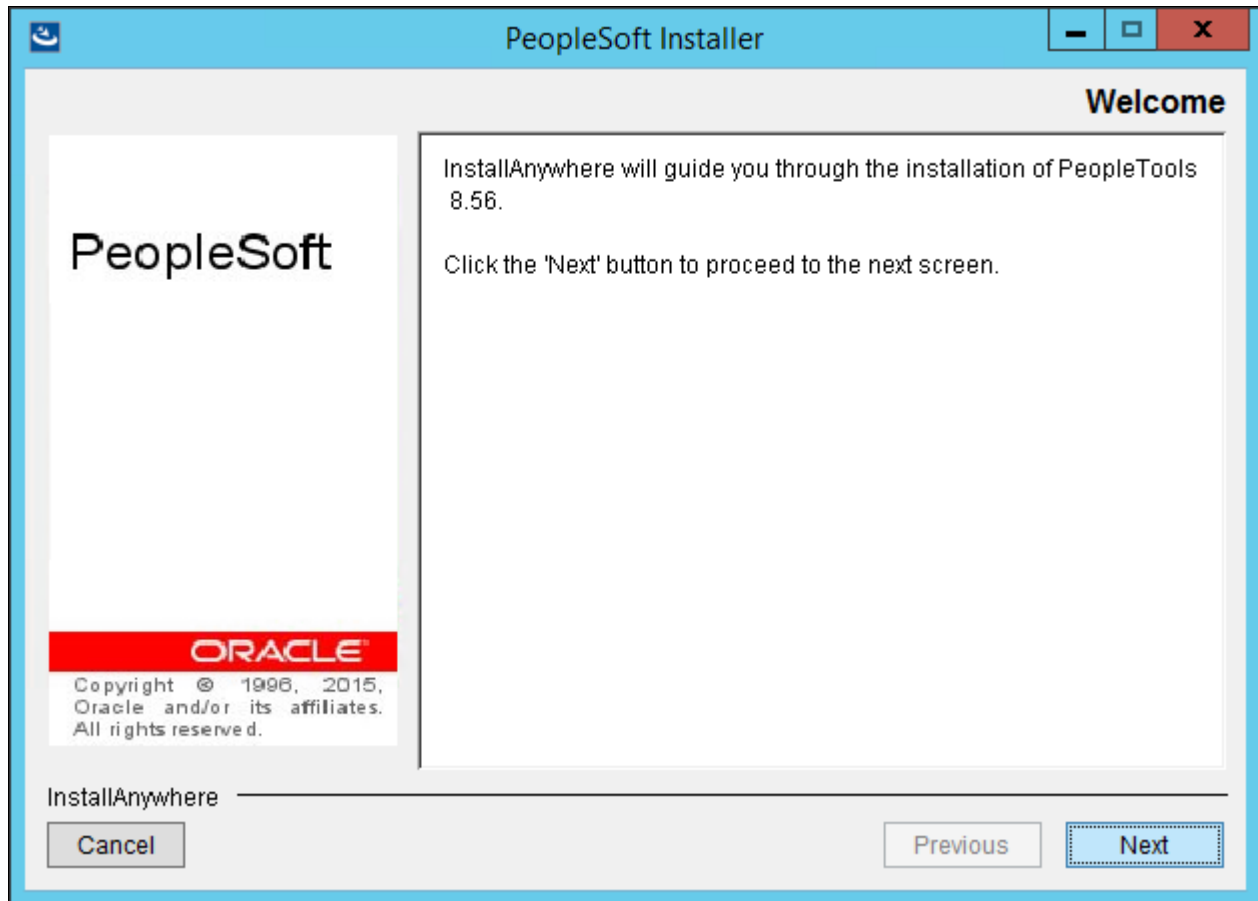 PeopleSoft Installer
Welcome
InstallAnywhere will guide you through the installation of PeopleTools
8.56.
Click the 'Next' button to proceed to the next screen.
PeopleSoft
ORACLE
Copyright © 1996, 2015,
Oracle and/or its affiliates.
All rights reserved.
InstallAnywhere
Cancel
Previous
Next